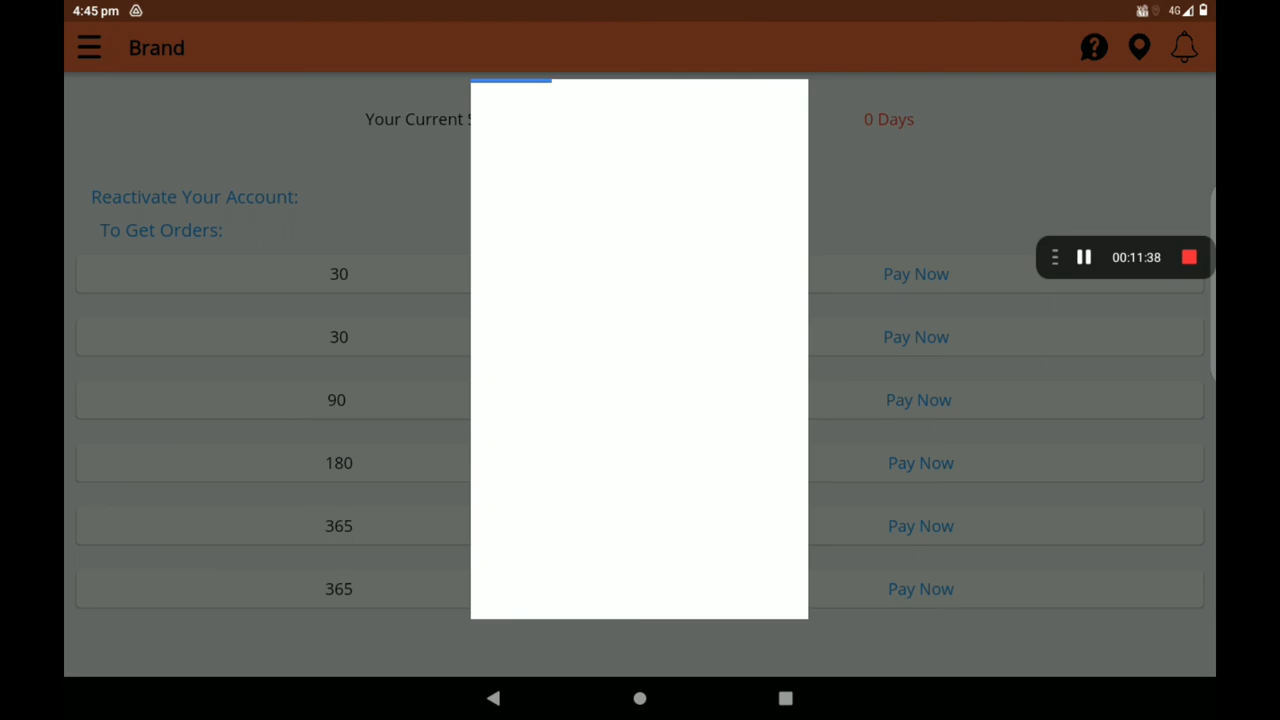 4:45 pm 4G
Brand
Your Current 0 Days
Reactivate Your Account:
To Get Orders:
30 Pay Now
00:11:38
30 Pay Now
90 Pay Now
180 Pay Now
365 Pay Now
365 Pay Now